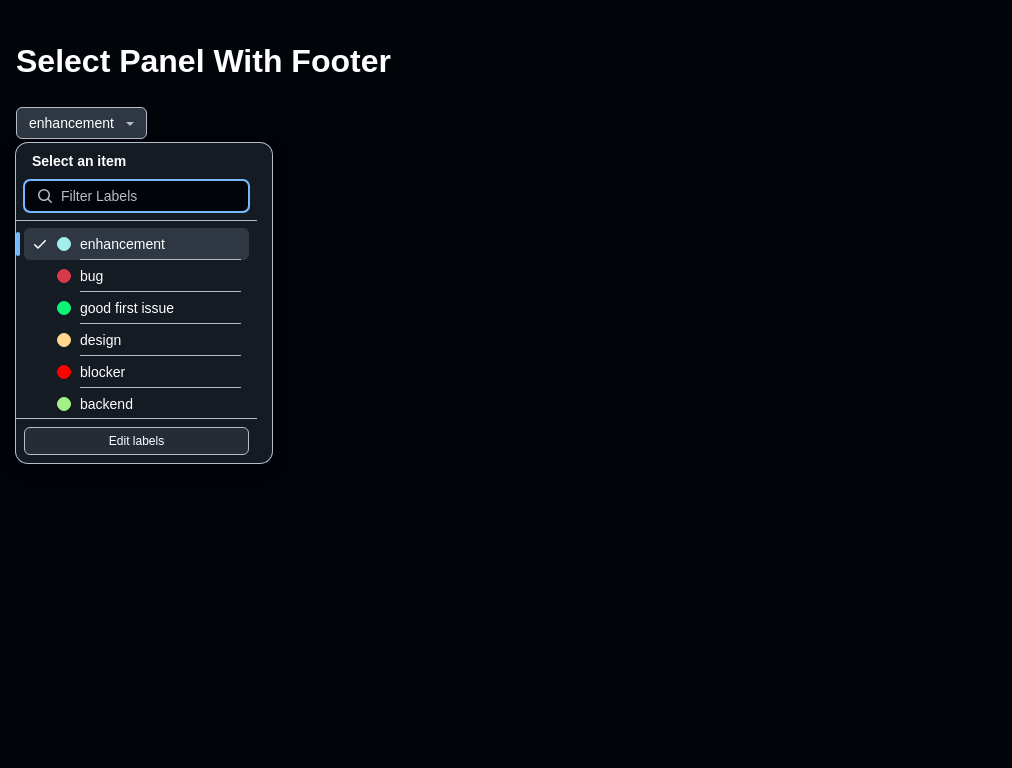 Select Panel With Footer
enhancement
Select an item
Filter Labels
enhancement
bug
good first issue
design
blocker
backend
Edit labels